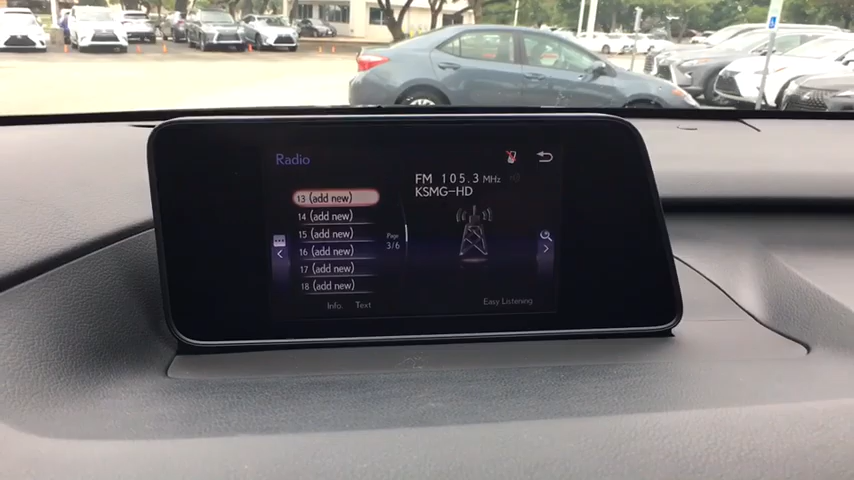 Radio
FM 105.3 MHz
KSMG-HD
13 (add new)
14 (add new)
15 (add new)
16 (add new)
17 (add new)
18 (add new)
Page
3/6
Info. Text
Easy Listening